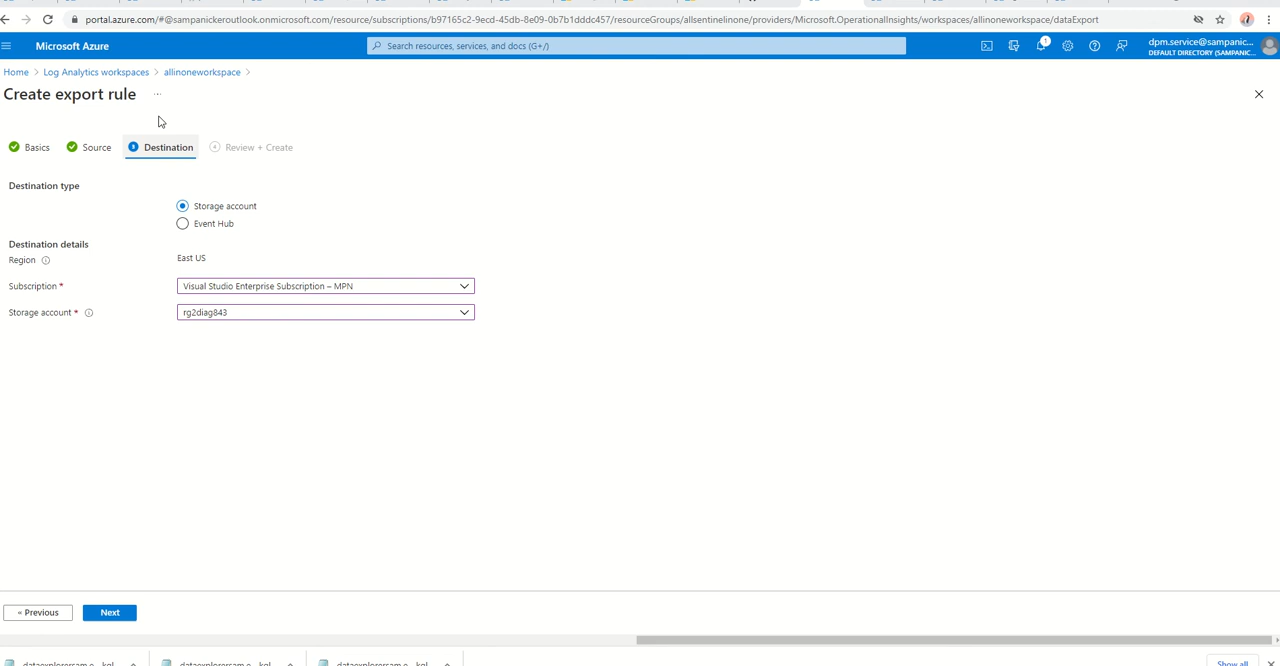 portal.azure.com/#@sampanickeroutlook.onmicrosoft.com/resource/subscriptions/b97165c2-9ecd-45db-8e09-0b7b1dddc457/resourceGroups/allsentinelinone/providers/Microsoft.OperationalInsights/workspaces/allinoneworkspace/dataExport
Microsoft Azure
Search resources, services, and docs (G+/)
1
dpm.service@sampanic...
DEFAULT DIRECTORY (SAMPANIC...
Home > Log Analytics workspaces > allinoneworkspace >
Create export rule ...
Basics
Source
3 Destination
4 Review + Create
Destination type
Storage account
Event Hub
Destination details
Region
East US
Subscription *
Visual Studio Enterprise Subscription – MPN
Storage account *
rg2diag843
« Previous
Next
Show all